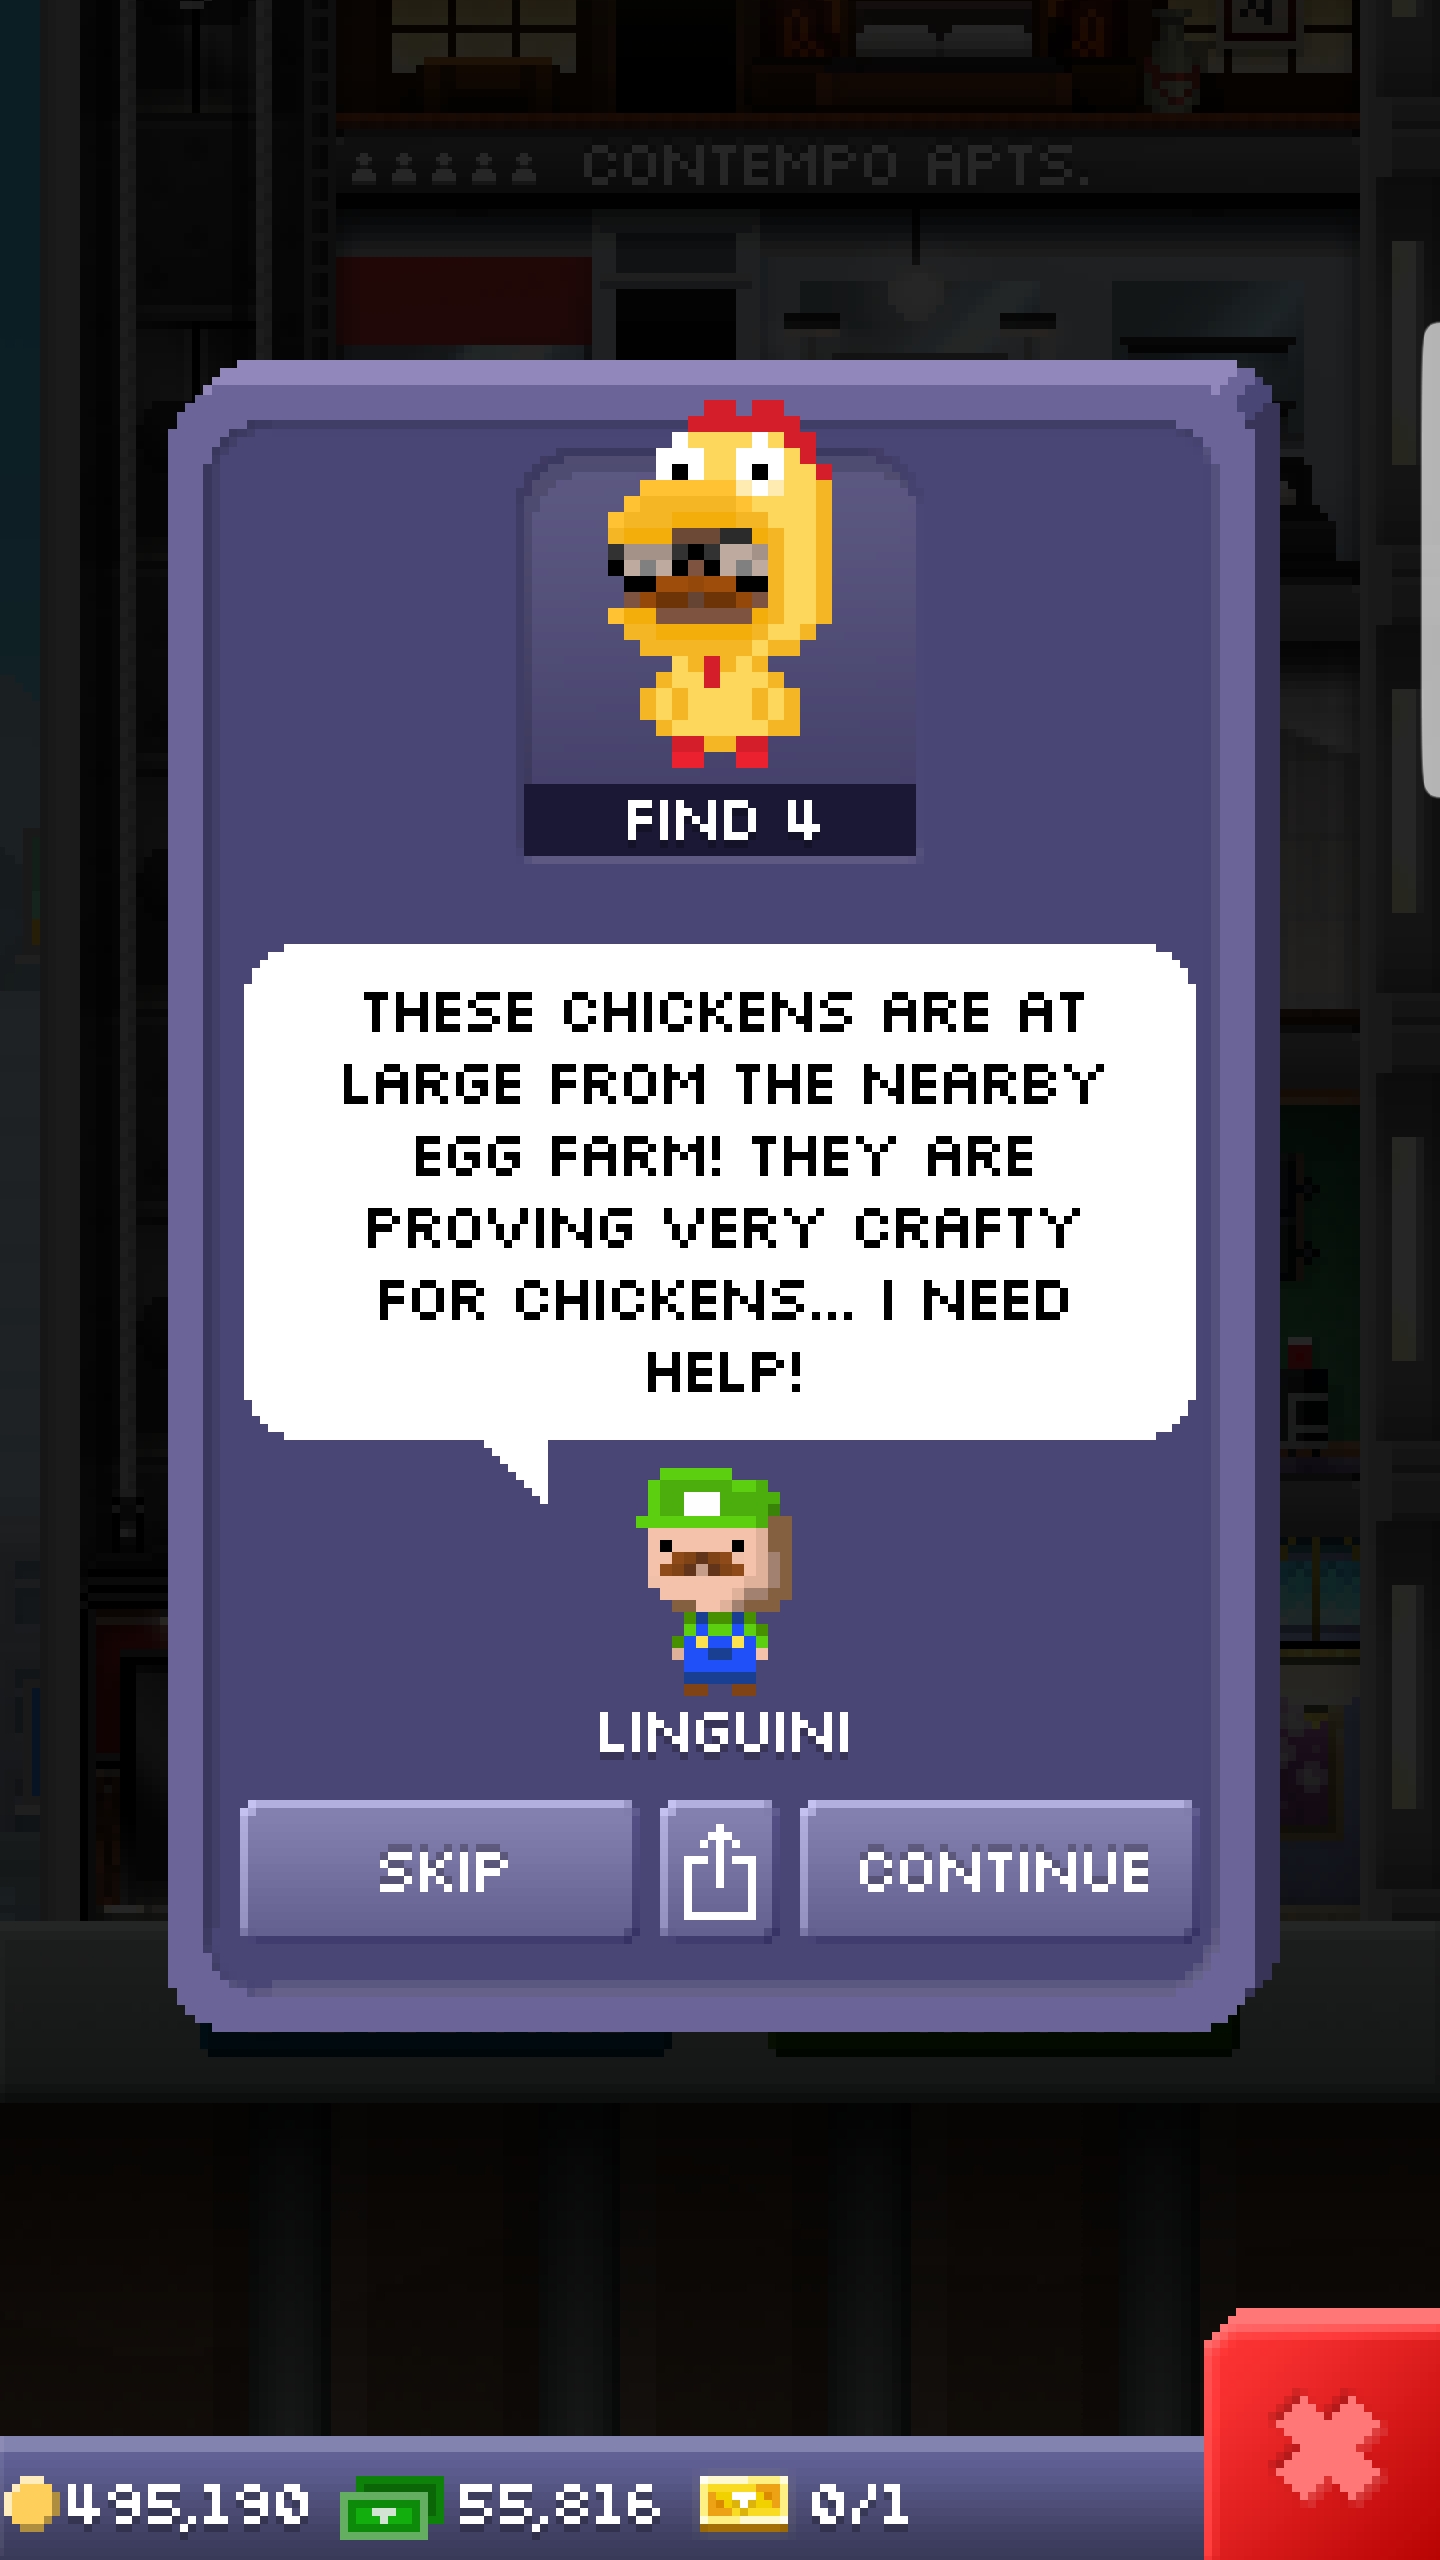 CONTEMPO APTS.
FIND 4
THESE CHICKENS ARE AT
LARGE FROM THE NEARBY
EGG FARM! THEY ARE
PROVING VERY CRAFTY
FOR CHICKENS... I NEED
HELP!
LINGUINI
SKIP CONTINUE
495,190 55,816 0/1